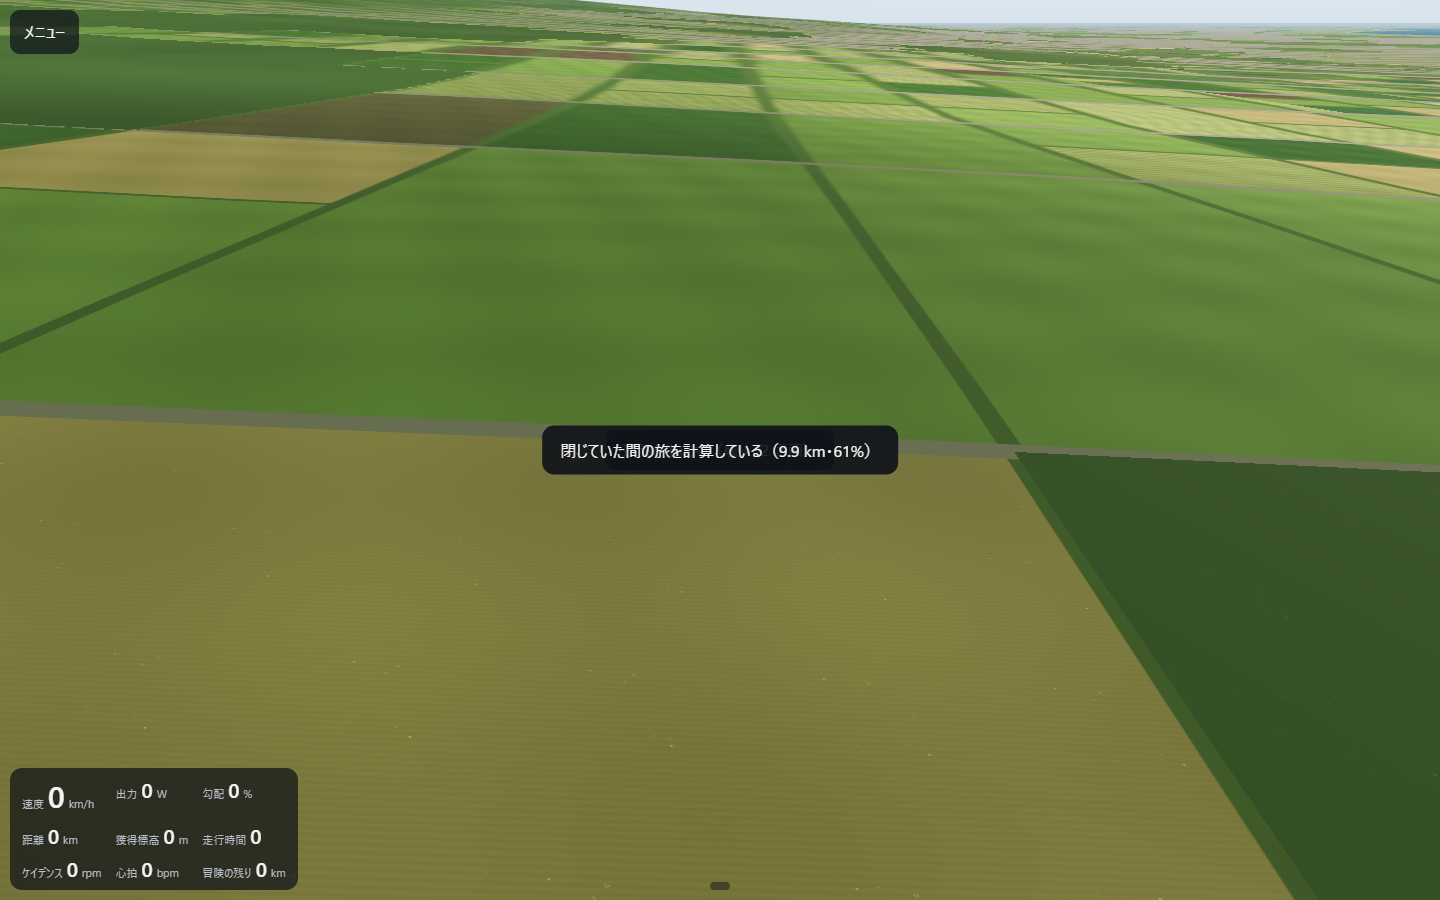 メニュー
閉じていた間の旅を計算している（9.9 km・61%）
速度 0 km/h 出力 0 W 勾配 0 %
距離 0 km 獲得標高 0 m 走行時間 0
ケイデンス 0 rpm 心拍 0 bpm 冒険の残り 0 km